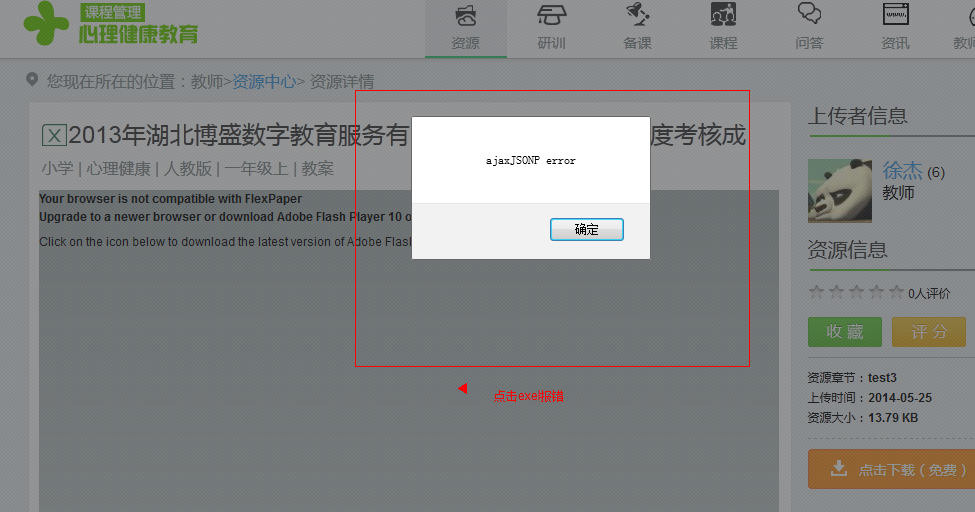 课程管理
心理健康教育
资源
研训
备课
课程
问答
资讯
您现在所在的位置：教师>资源中心> 资源详情
X 2013年湖北博盛数字教育服务有
度考核成
小学 | 心理健康 | 人教版 | 一年级上 | 教案
Your browser is not compatible with FlexPaper
Upgrade to a newer browser or download Adobe Flash Player 10 o
Click on the icon below to download the latest version of Adobe Flas
ajaxJSONP error
确定
点击exe报错
上传者信息
徐杰 (6)
教师
资源信息
0人评价
收 藏
评 分
资源章节：test3
上传时间：2014-05-25
资源大小：13.79 KB
点击下载（免费）